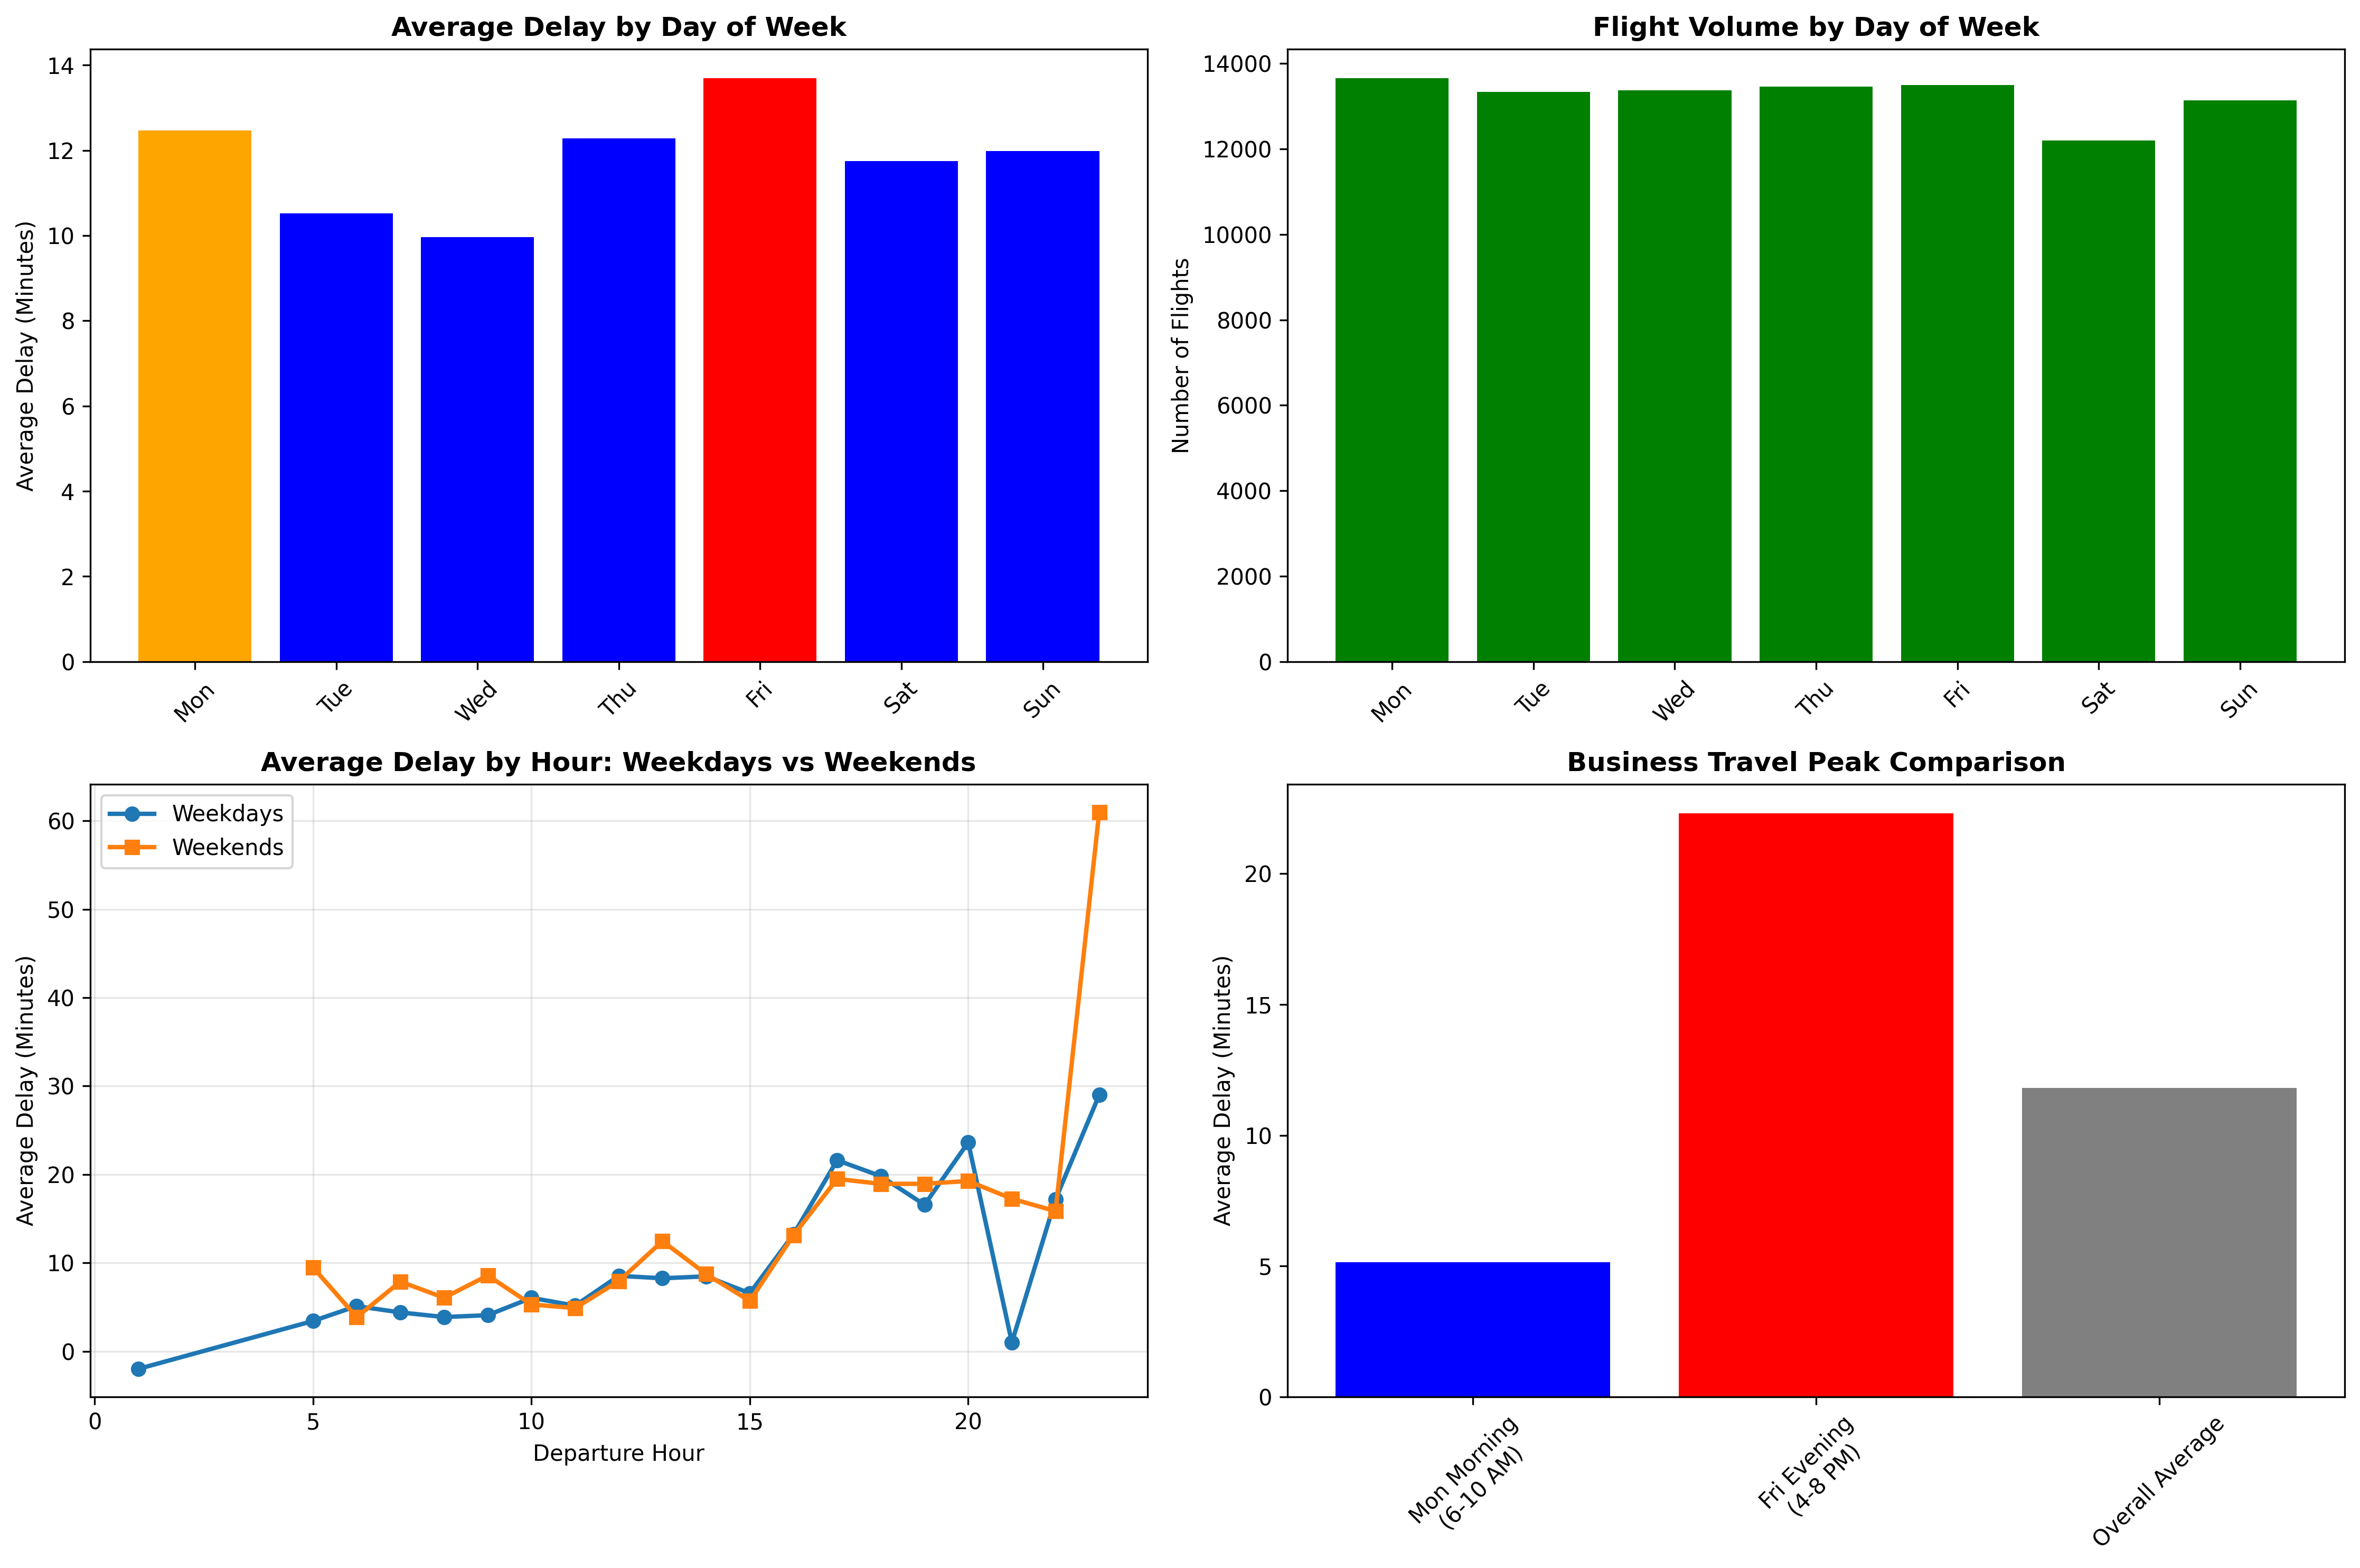 Average Delay by Day of Week
Average Delay (Minutes)
14
12
10
8
6
4
2
0
Mon
Tue
Wed
Thu
Fri
Sat
Sun
Flight Volume by Day of Week
Number of Flights
14000
12000
10000
8000
6000
4000
2000
0
Mon
Tue
Wed
Thu
Fri
Sat
Sun
Average Delay by Hour: Weekdays vs Weekends
Weekdays
Weekends
Average Delay (Minutes)
60
50
40
30
20
10
0
0
5
10
15
20
Departure Hour
Business Travel Peak Comparison
Average Delay (Minutes)
20
15
10
5
0
Mon Morning
(6-10 AM)
Fri Evening
(4-8 PM)
Overall Average